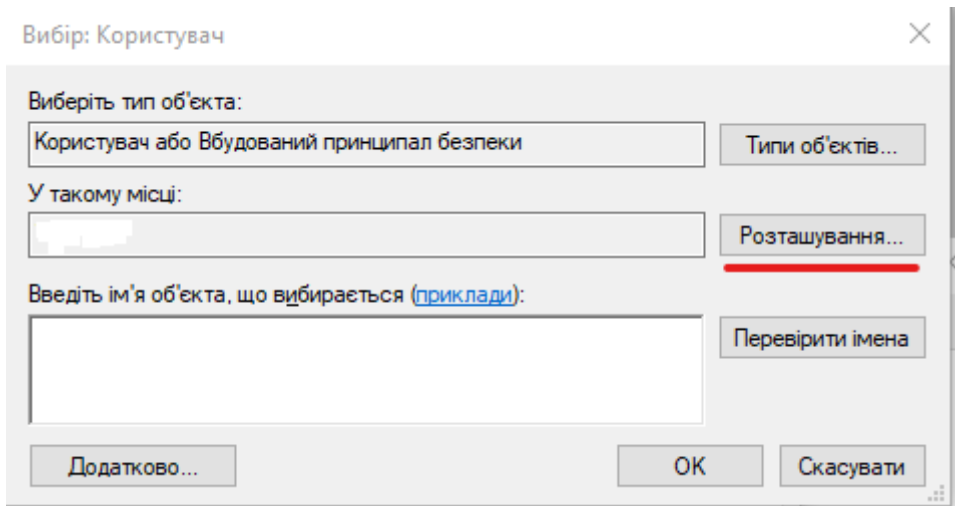 Вибір: Користувач
Виберіть тип об'єкта:
Користувач або Вбудований принципал безпеки
Типи об'єктів...
У такому місці:
Розташування...
Введіть ім'я об'єкта, що вибирається (приклади):
Перевірити імена
Додатково...
OK
Скасувати